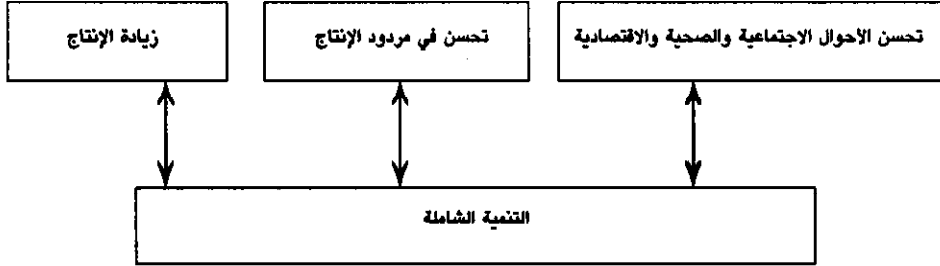 تحسن الأحوال الاجتماعية والصحية والاقتصادية
تحسن في مردود الإنتاج
زيادة الإنتاج
التنمية الشاملة